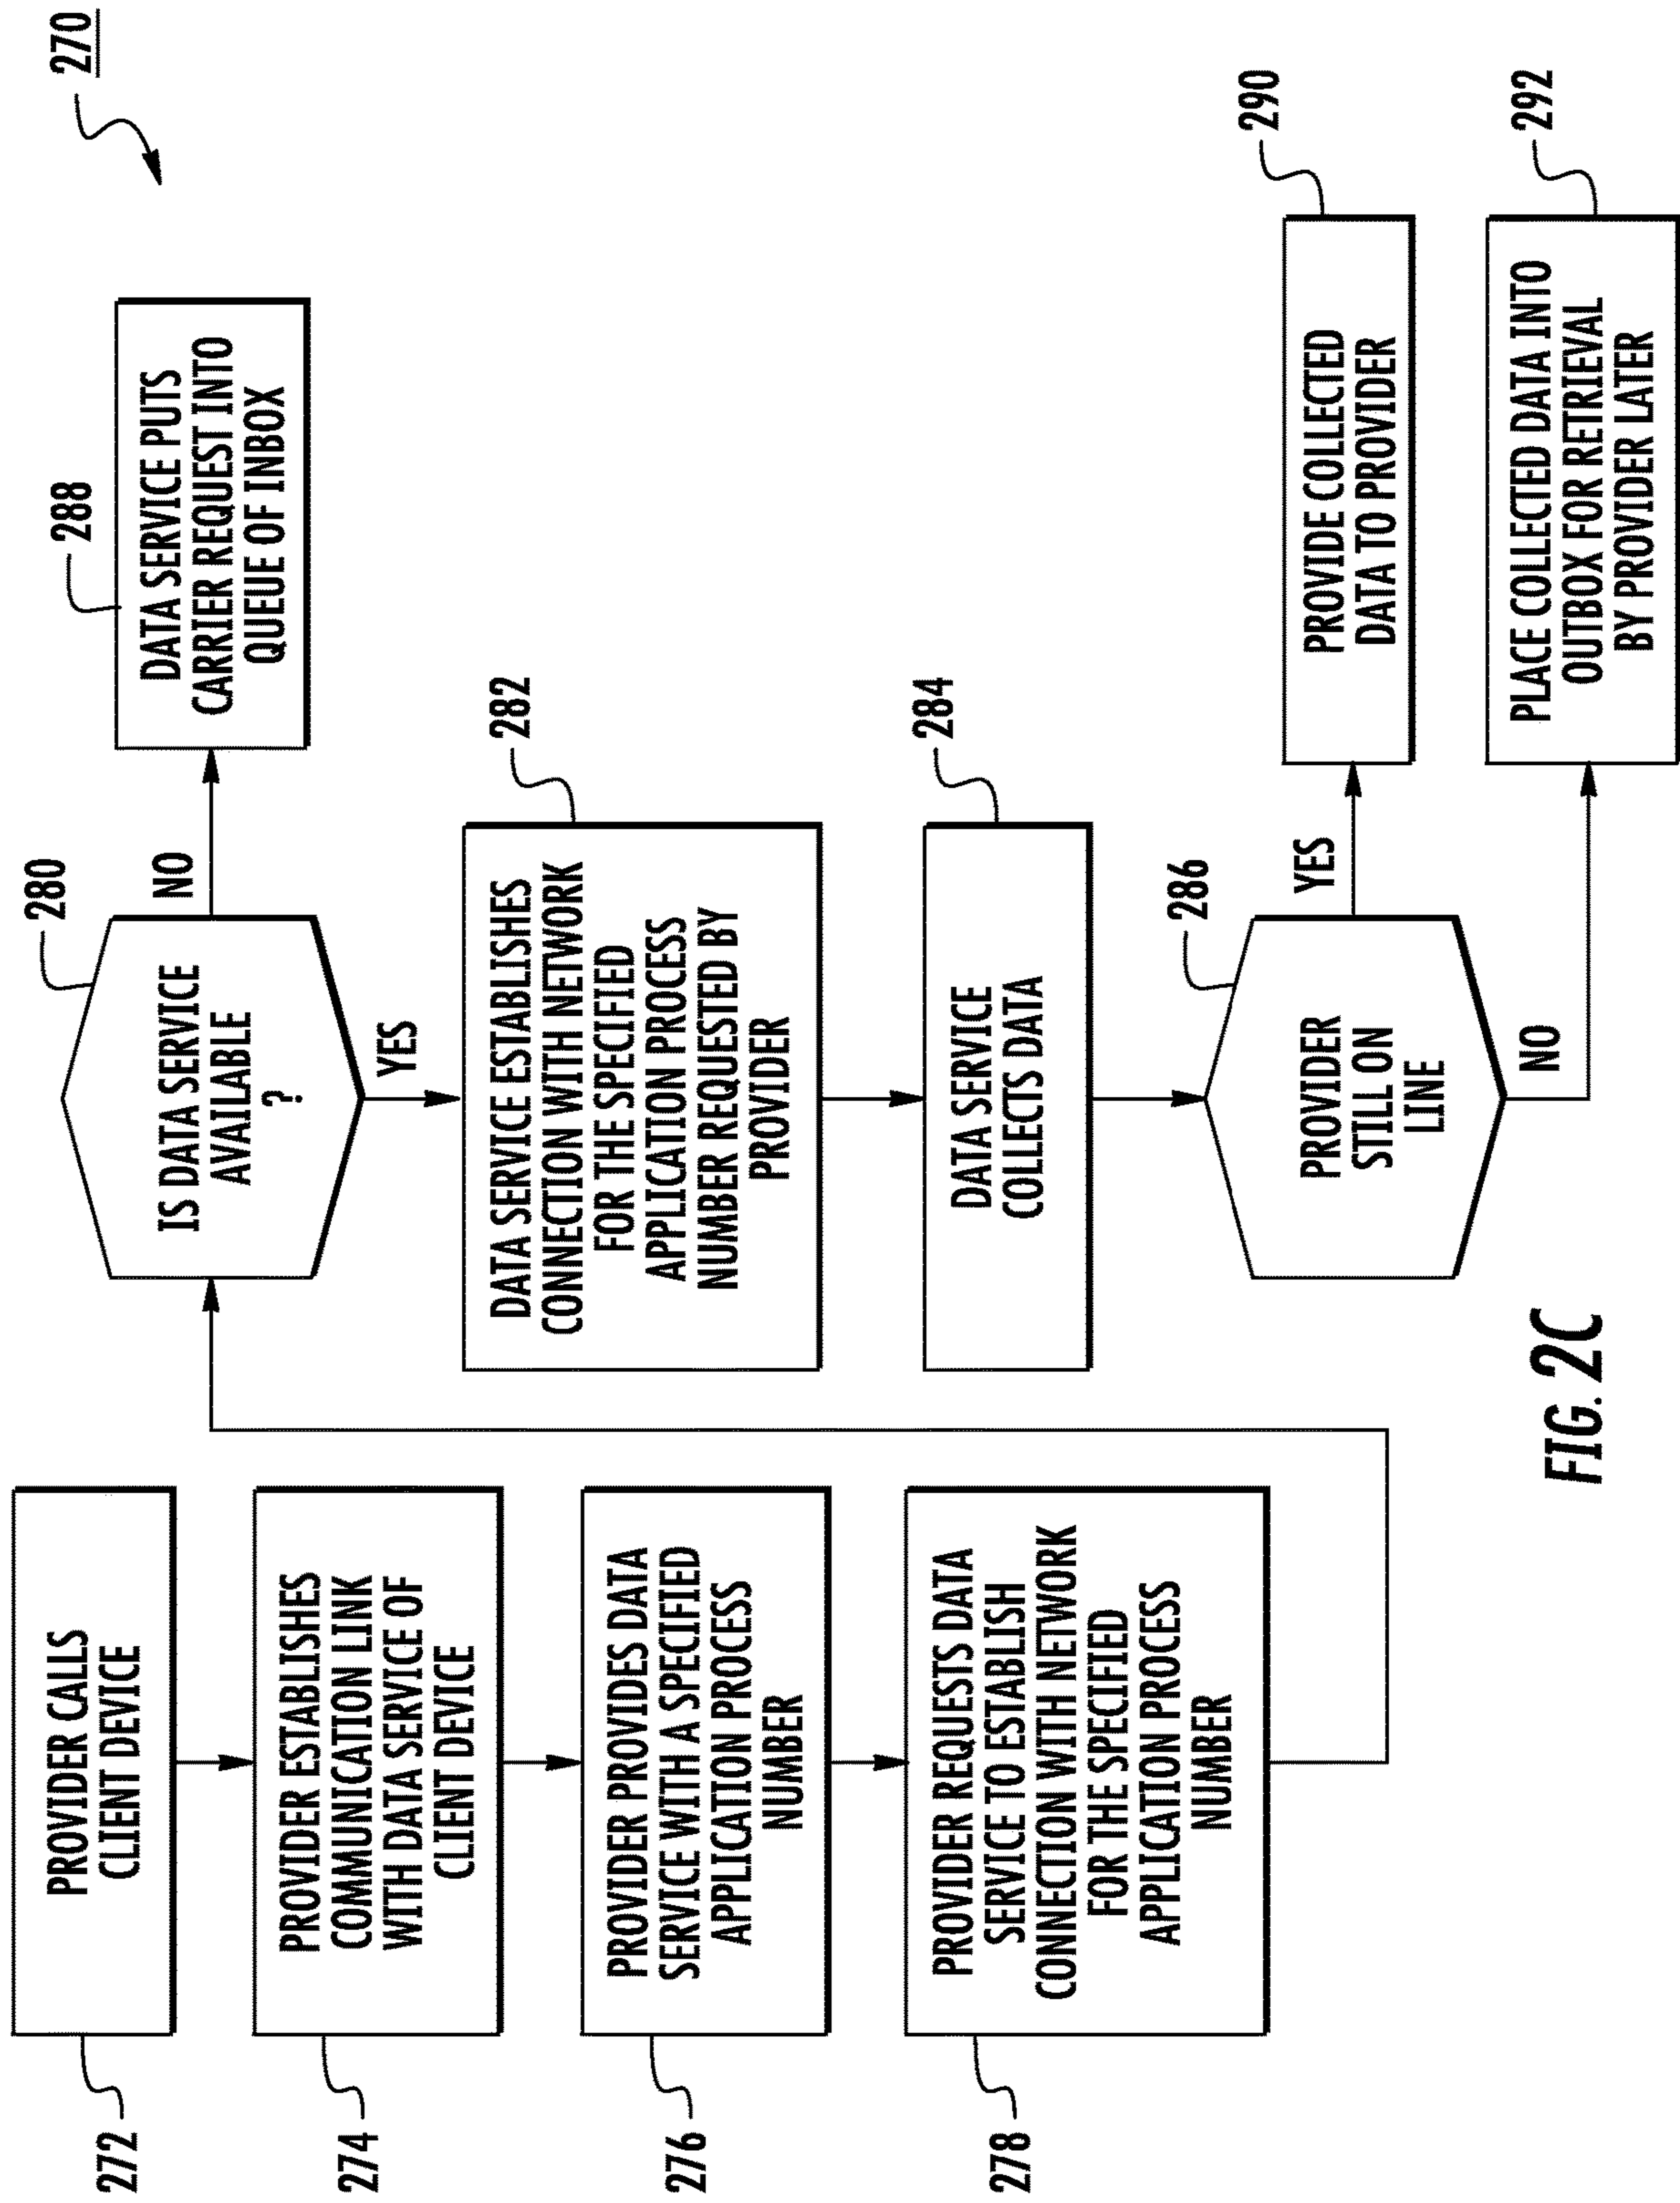 270
PROVIDER CALLS
CLIENT DEVICE
272
PROVIDER ESTABLISHES
COMMUNICATION LINK
WITH DATA SERVICE OF
CLIENT DEVICE
274
PROVIDER PROVIDES DATA
SERVICE WITH A SPECIFIED
APPLICATION PROCESS
NUMBER
276
PROVIDER REQUESTS DATA
SERVICE TO ESTABLISH
CONNECTION WITH NETWORK
FOR THE SPECIFIED
APPLICATION PROCESS
NUMBER
278
280
IS DATA SERVICE
AVAILABLE
?
NO
288
DATA SERVICE PUTS
CARRIER REQUEST INTO
QUEUE OF INBOX
YES
282
DATA SERVICE ESTABLISHES
CONNECTION WITH NETWORK
FOR THE SPECIFIED
APPLICATION PROCESS
NUMBER REQUESTED BY
PROVIDER
284
DATA SERVICE
COLLECTS DATA
286
PROVIDER
STILL ON
LINE
YES
290
PROVIDE COLLECTED
DATA TO PROVIDER
NO
292
PLACE COLLECTED DATA INTO
OUTBOX FOR RETRIEVAL
BY PROVIDER LATER
FIG. 2C